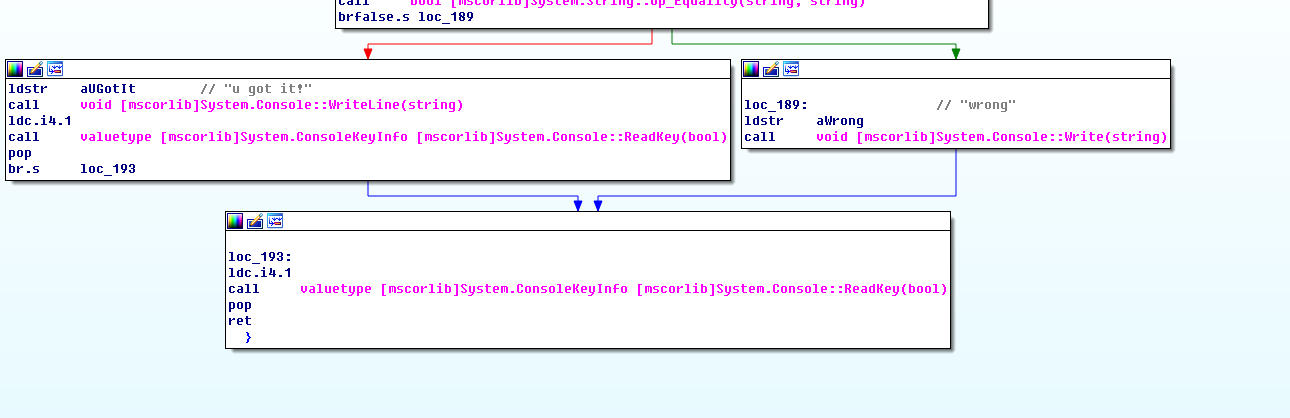 call     bool [mscorlib]System.String::op_Equality(string, string)
brfalse.s loc_189
ldstr    aUGotIt        // "u got it!"
call     void [mscorlib]System.Console::WriteLine(string)
ldc.i4.1
call     valuetype [mscorlib]System.ConsoleKeyInfo [mscorlib]System.Console::ReadKey(bool)
pop
br.s     loc_193
loc_189:                // "wrong"
ldstr    aWrong
call     void [mscorlib]System.Console::Write(string)
loc_193:
ldc.i4.1
call     valuetype [mscorlib]System.ConsoleKeyInfo [mscorlib]System.Console::ReadKey(bool)
pop
ret
}